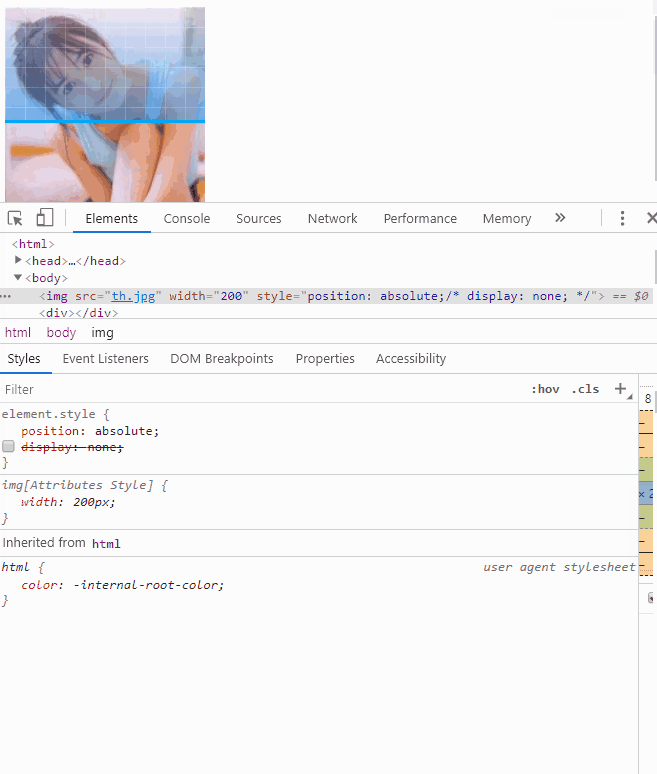 Elements Console Sources Network Performance Memory »
<html>
<head>…</head>
<body>
<img src="th.jpg" width="200" style="position: absolute;/* display: none; */"> == $0
<div></div>
html body img
Styles Event Listeners DOM Breakpoints Properties Accessibility
Filter :hov .cls +
element.style {
position: absolute;
display: none;
}
img[Attributes Style] {
width: 200px;
}
Inherited from html
html { user agent stylesheet
color: -internal-root-color;
}
8